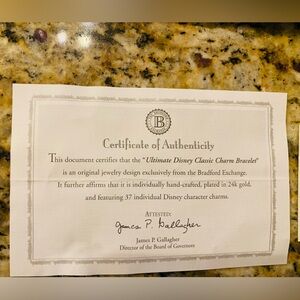 B
Certificate of Authenticity
This document certifies that the "Ultimate Disney Classic Charm Bracelet"
is an original jewelry design exclusively from the Bradford Exchange.
It further affirms that it is individually hand-crafted, plated in 24k gold,
and featuring 37 individual Disney character charms.
ATTESTED:
James P. Gallagher
James P. Gallagher
Director of the Board of Governors